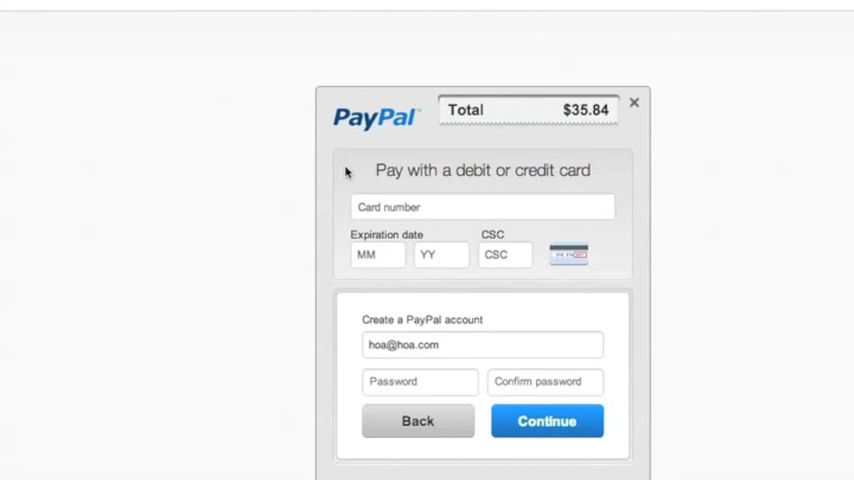 PayPal™
Total $35.84
Pay with a debit or credit card
Card number
Expiration date CSC
MM YY CSC
Create a PayPal account
hoa@hoa.com
Password Confirm password
Back Continue